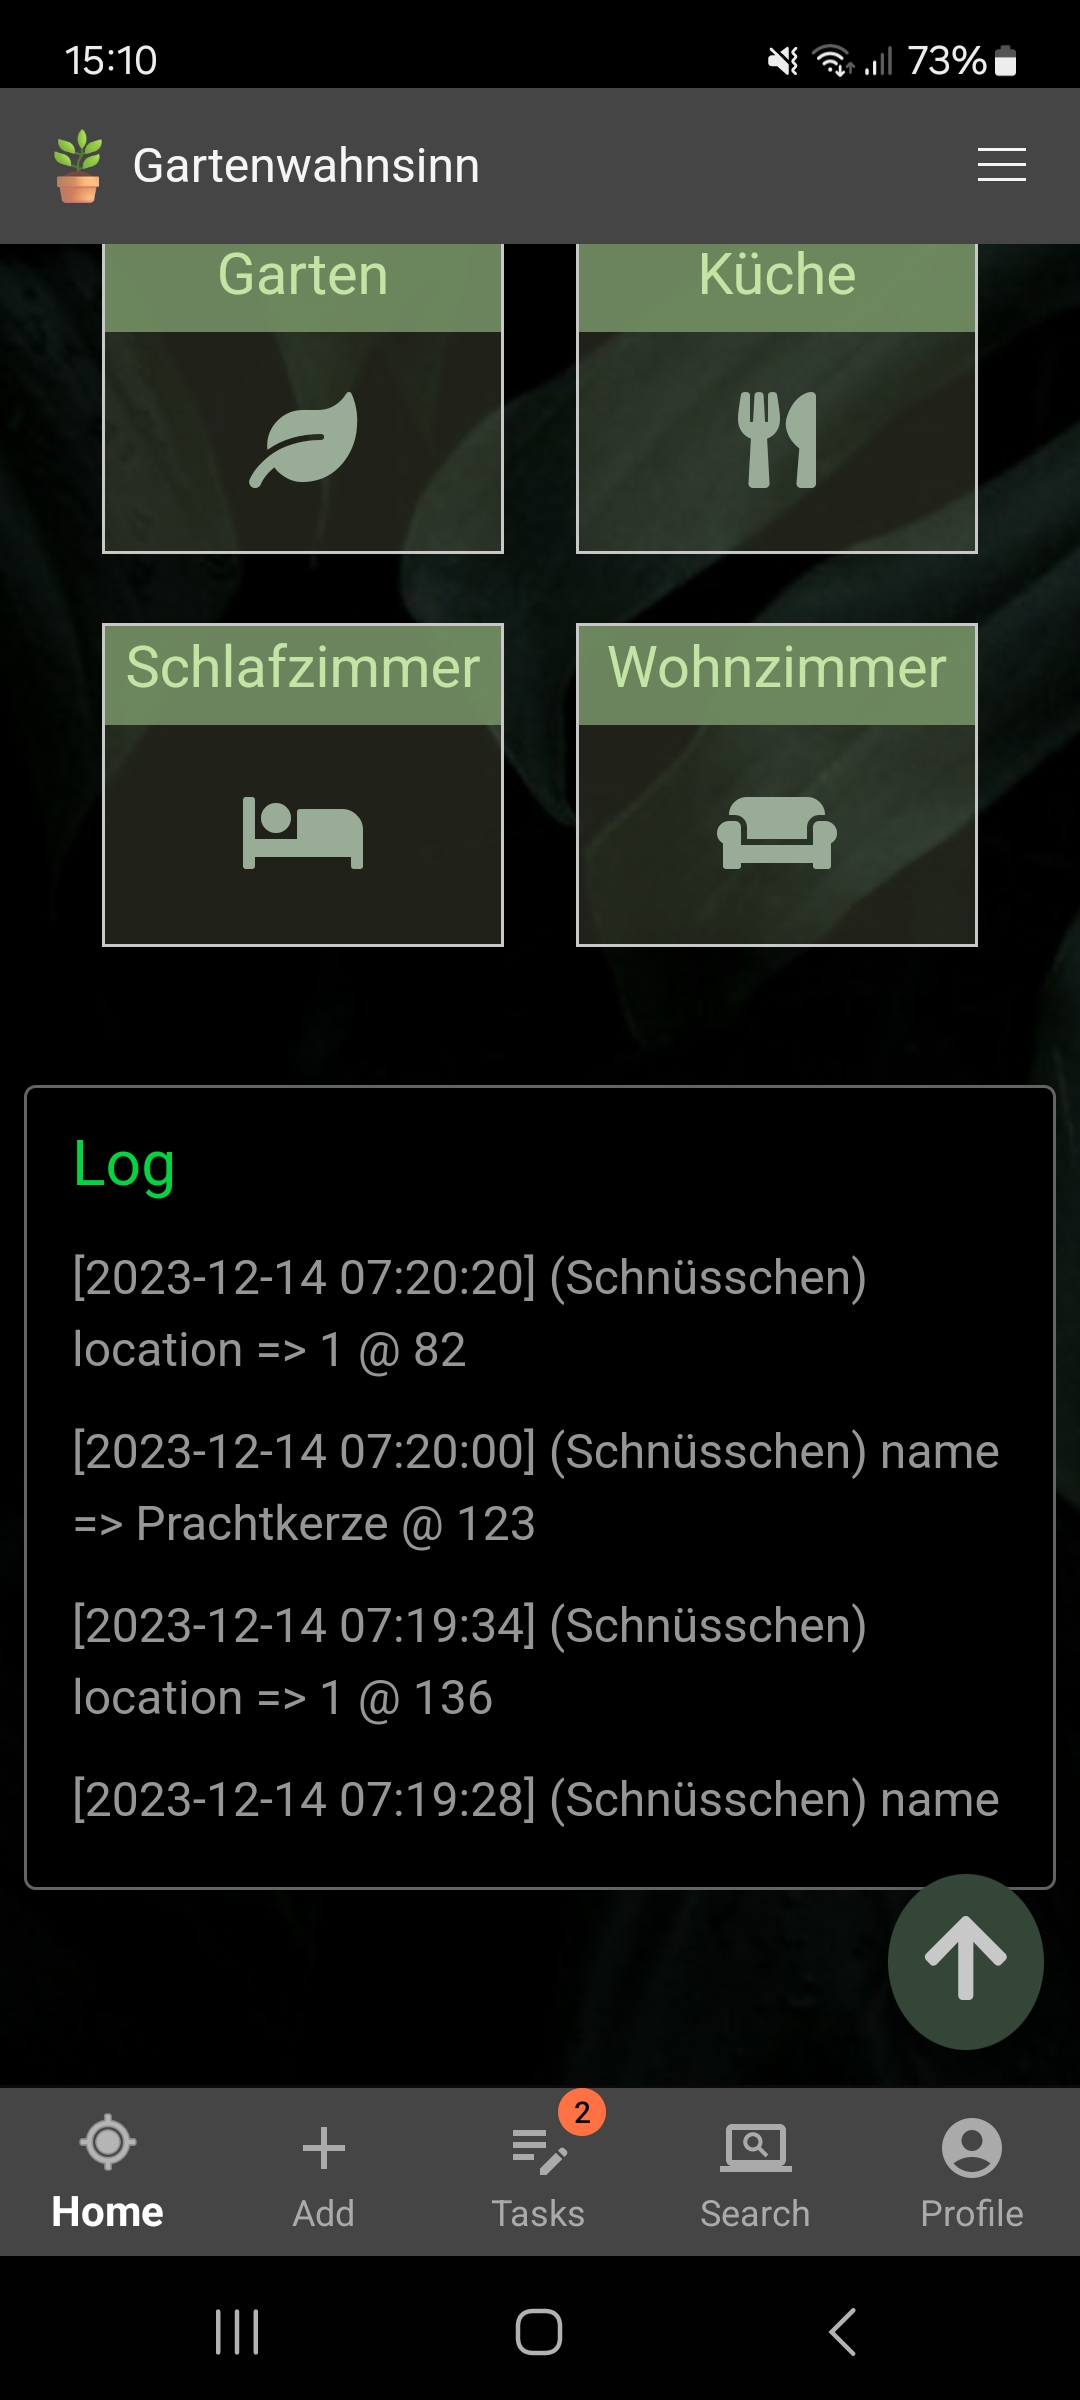 15:10
73%
Gartenwahnsinn
Garten
Küche
Schlafzimmer
Wohnzimmer
Log
[2023-12-14 07:20:20] (Schnüsschen)
location => 1 @ 82
[2023-12-14 07:20:00] (Schnüsschen) name
=> Prachtkerze @ 123
[2023-12-14 07:19:34] (Schnüsschen)
location => 1 @ 136
[2023-12-14 07:19:28] (Schnüsschen) name
2
Home
Add
Tasks
Search
Profile